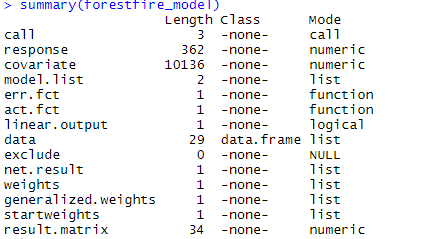 > summary(forestfire_model)
                    Length Class      Mode
call                    3  -none-     call
response              362  -none-     numeric
covariate           10136  -none-     numeric
model.list              2  -none-     list
err.fct                 1  -none-     function
act.fct                 1  -none-     function
linear.output           1  -none-     logical
data                   29  data.frame list
exclude                 0  -none-     NULL
net.result              1  -none-     list
weights                 1  -none-     list
generalized.weights     1  -none-     list
startweights            1  -none-     list
result.matrix          34  -none-     numeric